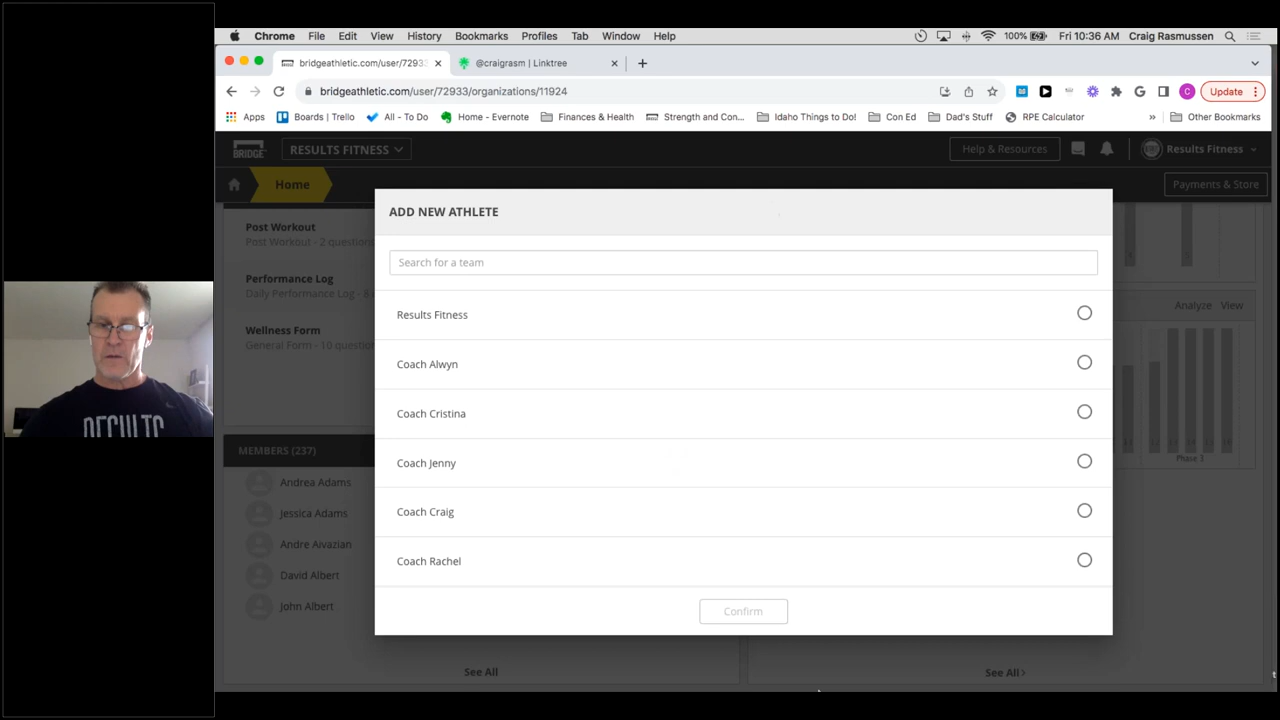 Chrome File Edit View History Bookmarks Profiles Tab Window Help 100% Fri 10:36 AM Craig Rasmussen
bridgeathletic.com/user/7293 @craigrasm | Linktree
bridgeathletic.com/user/72933/organizations/11924 Update
Apps Boards | Trello All - To Do Home - Evernote Finances & Health Strength and Con... Idaho Things to Do! Con Ed Dad's Stuff RPE Calculator » Other Bookmarks
BRIDGE RESULTS FITNESS Help & Resources Results Fitness
Home Payments & Store
ADD NEW ATHLETE
Post Workout
Post Workout - 2 questions
Search for a team
Performance Log
Daily Performance Log - 6
Results Fitness
Analyze View
Wellness Form
General Form - 10 question
Coach Alwyn
Coach Cristina
RESULTS
MEMBERS (237)
Phase 3
Coach Jenny
Andrea Adams
Jessica Adams
Coach Craig
Andre Aivazian
Coach Rachel
David Albert
John Albert
Confirm
See All See All >